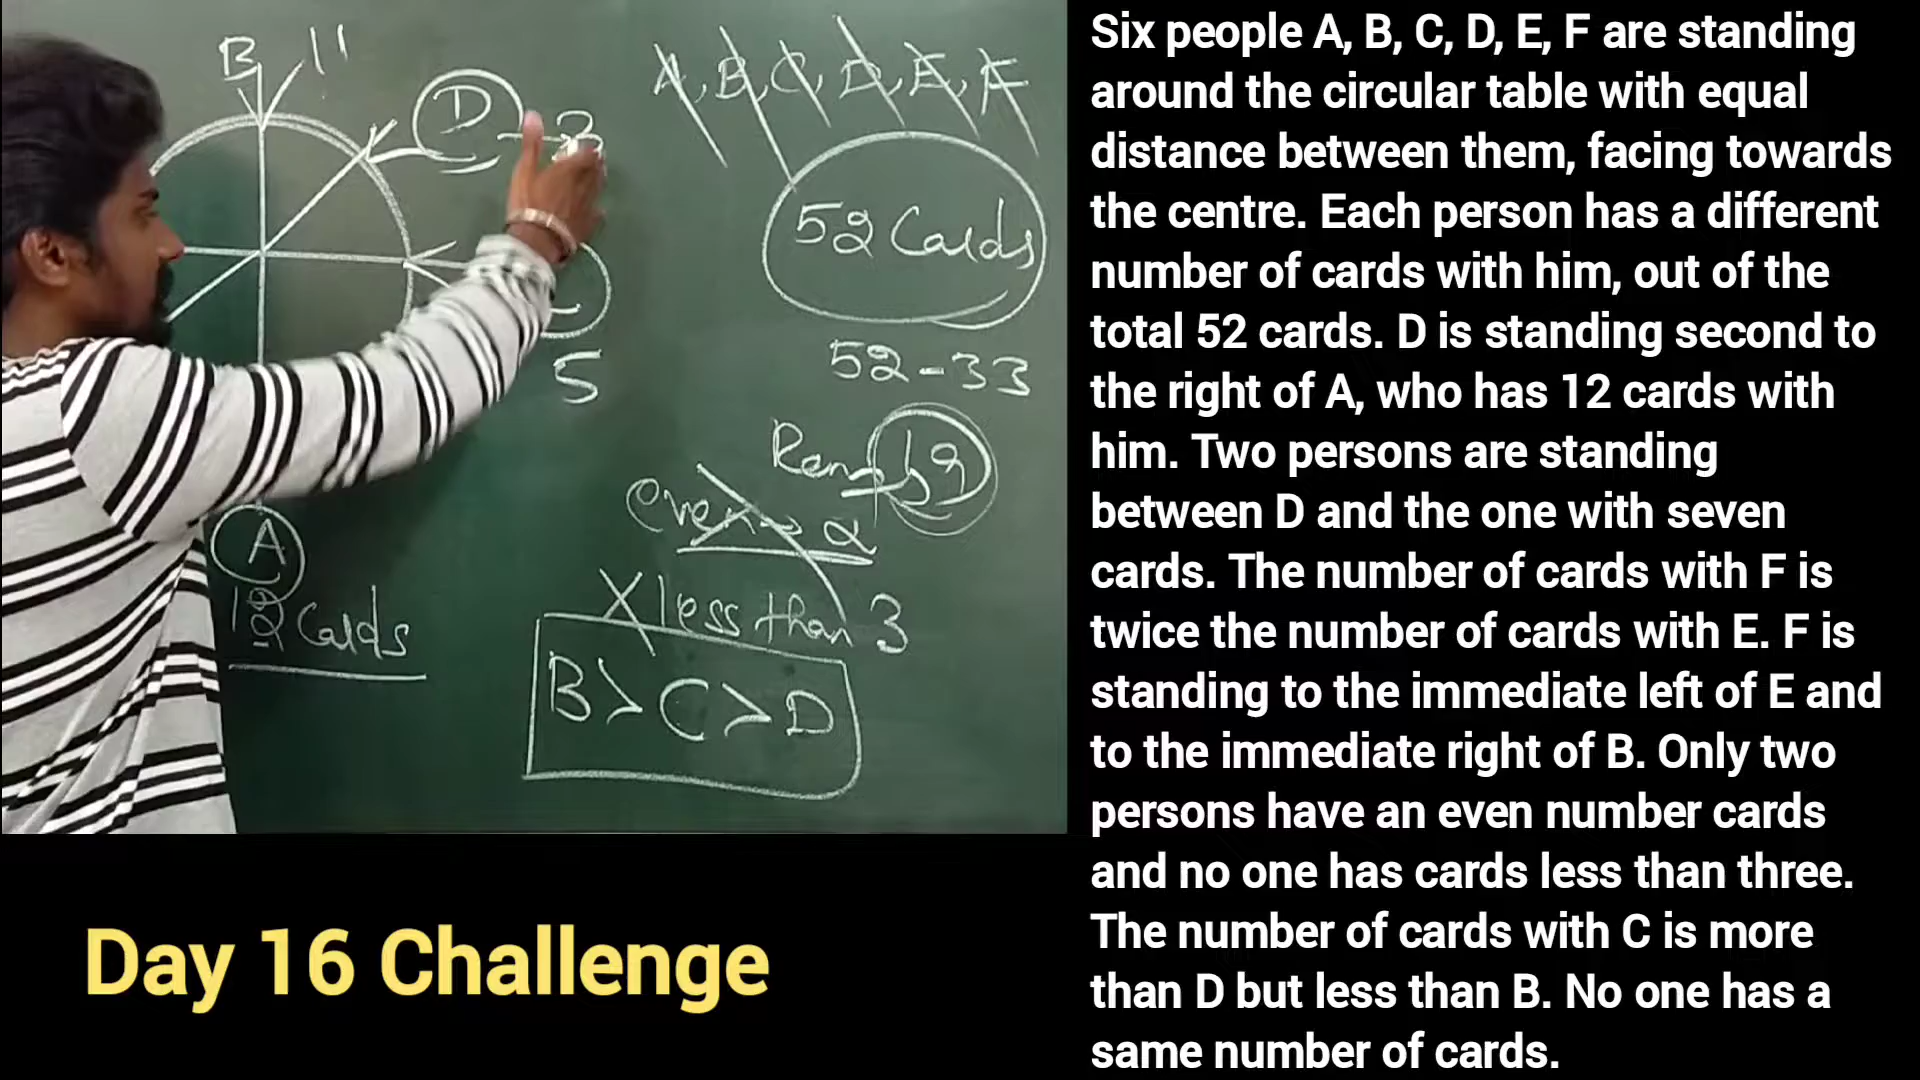 B 11
D → 3
A, B, C, D, E, F
52 Cards
5
52-33
19
even → 2
A
12 Cards
X less than 3
B > C > D
Day 16 Challenge
Six people A, B, C, D, E, F are standing
around the circular table with equal
distance between them, facing towards
the centre. Each person has a different
number of cards with him, out of the
total 52 cards. D is standing second to
the right of A, who has 12 cards with
him. Two persons are standing
between D and the one with seven
cards. The number of cards with F is
twice the number of cards with E. F is
standing to the immediate left of E and
to the immediate right of B. Only two
persons have an even number cards
and no one has cards less than three.
The number of cards with C is more
than D but less than B. No one has a
same number of cards.